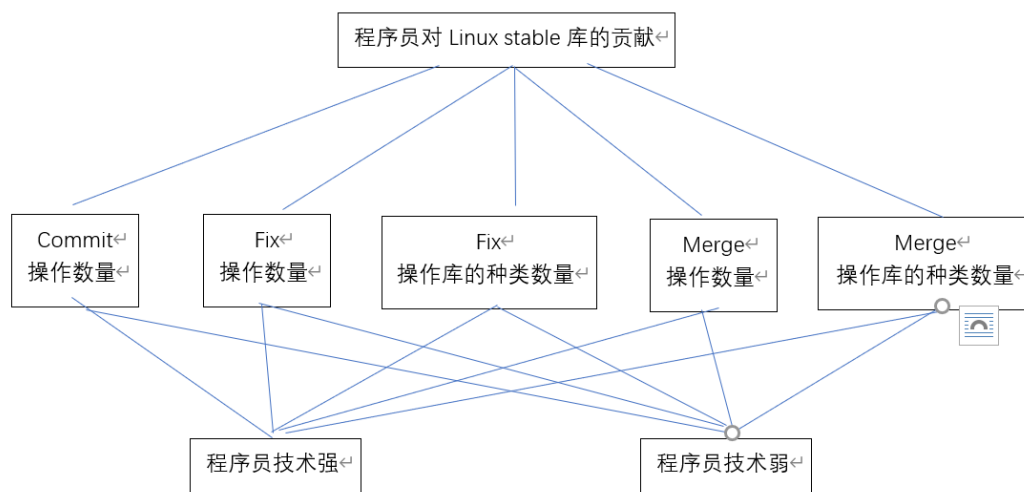 程序员对 Linux stable 库的贡献
Commit
操作数量
Fix
操作数量
Fix
操作库的种类数量
Merge
操作数量
Merge
操作库的种类数量
程序员技术强
程序员技术弱